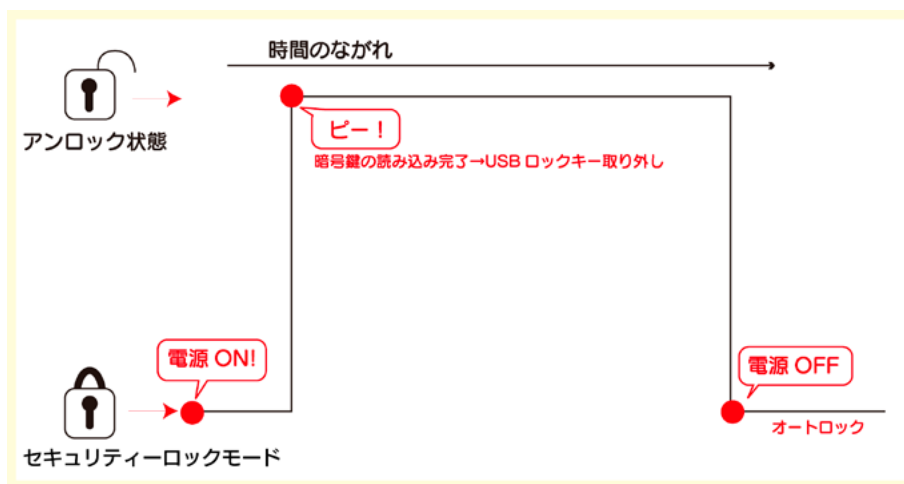 時間のながれ
アンロック状態
ピー！
暗号鍵の読み込み完了→USB ロックキー取り外し
電源 ON!
電源 OFF
オートロック
セキュリティーロックモード